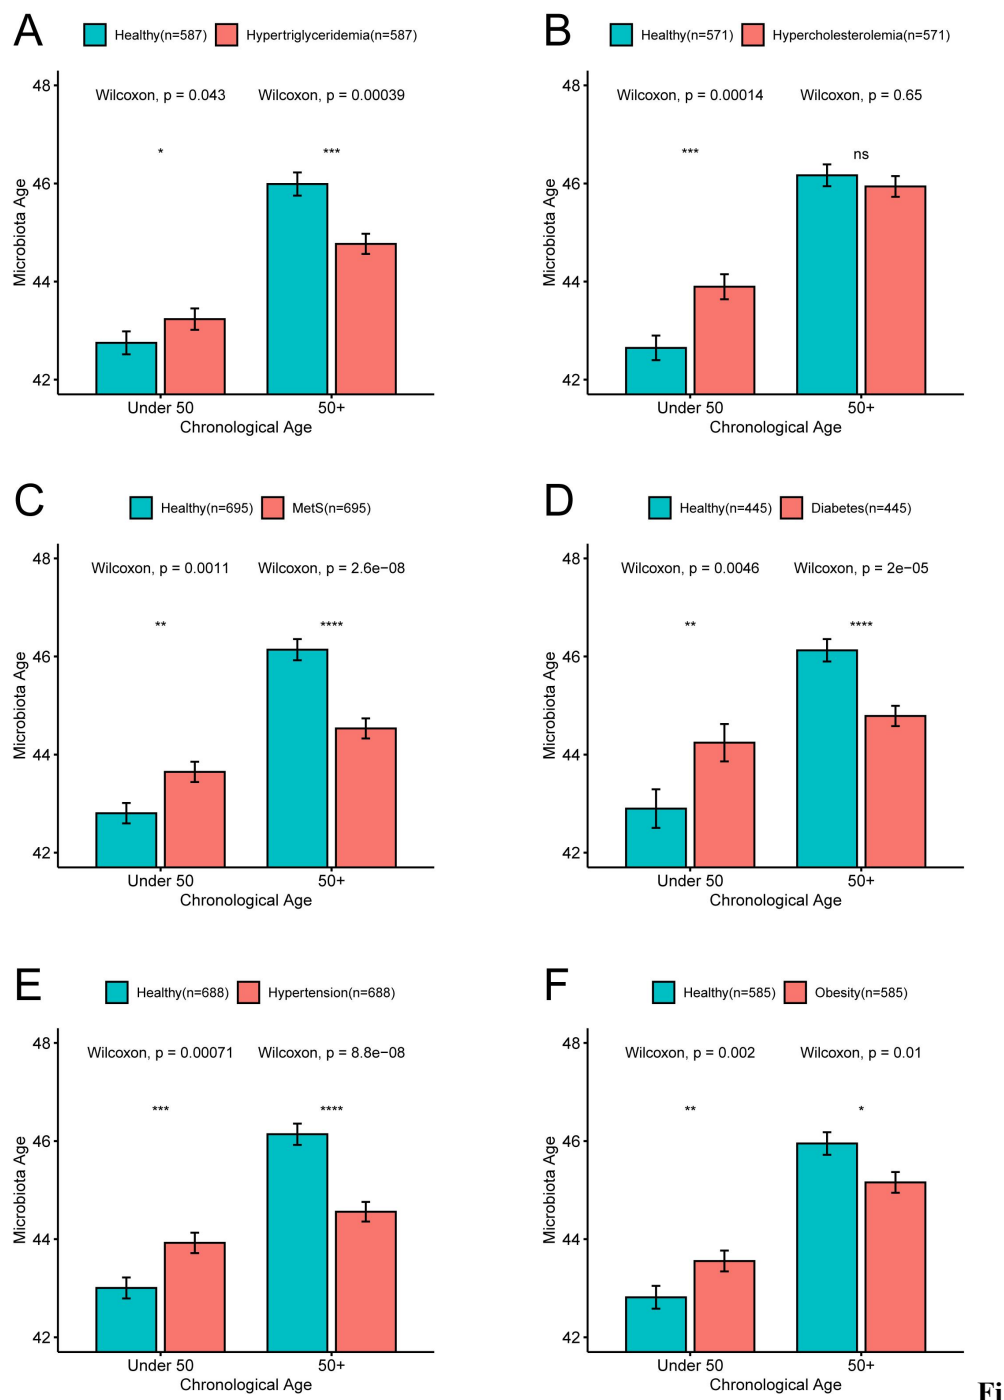 A
Healthy(n=587) Hypertriglyceridemia(n=587)
48
46
44
42
Microbiota Age
Wilcoxon, p = 0.043 Wilcoxon, p = 0.00039
* ***
Under 50 50+
Chronological Age
B
Healthy(n=571) Hypercholesterolemia(n=571)
48
46
44
42
Microbiota Age
Wilcoxon, p = 0.00014 Wilcoxon, p = 0.65
*** ns
Under 50 50+
Chronological Age
C
Healthy(n=695) MetS(n=695)
48
46
44
42
Microbiota Age
Wilcoxon, p = 0.0011 Wilcoxon, p = 2.6e−08
** ****
Under 50 50+
Chronological Age
D
Healthy(n=445) Diabetes(n=445)
48
46
44
42
Microbiota Age
Wilcoxon, p = 0.0046 Wilcoxon, p = 2e−05
** ****
Under 50 50+
Chronological Age
E
Healthy(n=688) Hypertension(n=688)
48
46
44
42
Microbiota Age
Wilcoxon, p = 0.00071 Wilcoxon, p = 8.8e−08
*** ****
Under 50 50+
Chronological Age
F
Healthy(n=585) Obesity(n=585)
48
46
44
42
Microbiota Age
Wilcoxon, p = 0.002 Wilcoxon, p = 0.01
** *
Under 50 50+
Chronological Age
Fi